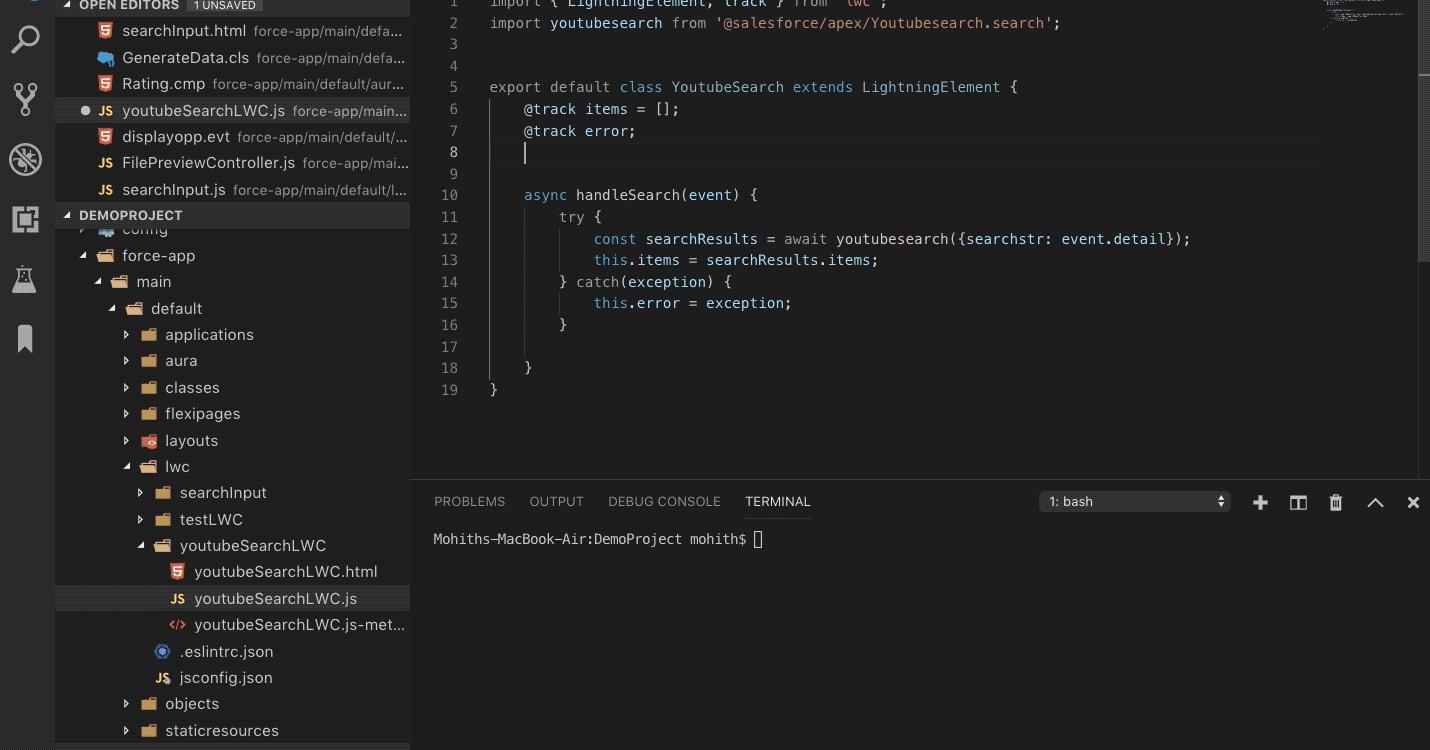 OPEN EDITORS 1 UNSAVED
searchInput.html force-app/main/defa...
GenerateData.cls force-app/main/defa...
Rating.cmp force-app/main/default/aur...
JS youtubeSearchLWC.js force-app/main...
displayopp.evt force-app/main/default/...
JS FilePreviewController.js force-app/mai...
JS searchInput.js force-app/main/default/l...
DEMOPROJECT
config
force-app
main
default
applications
aura
classes
flexipages
layouts
lwc
searchInput
testLWC
youtubeSearchLWC
youtubeSearchLWC.html
JS youtubeSearchLWC.js
youtubeSearchLWC.js-met...
.eslintrc.json
JS jsconfig.json
objects
staticresources
1 import { LightningElement, track } from 'lwc';
2 import youtubesearch from '@salesforce/apex/Youtubesearch.search';
3
4
5 export default class YoutubeSearch extends LightningElement {
6 @track items = [];
7 @track error;
8
9
10 async handleSearch(event) {
11 try {
12 const searchResults = await youtubesearch({searchstr: event.detail});
13 this.items = searchResults.items;
14 } catch(exception) {
15 this.error = exception;
16 }
17
18 }
19 }
PROBLEMS OUTPUT DEBUG CONSOLE TERMINAL 1: bash
Mohiths-MacBook-Air:DemoProject mohith$